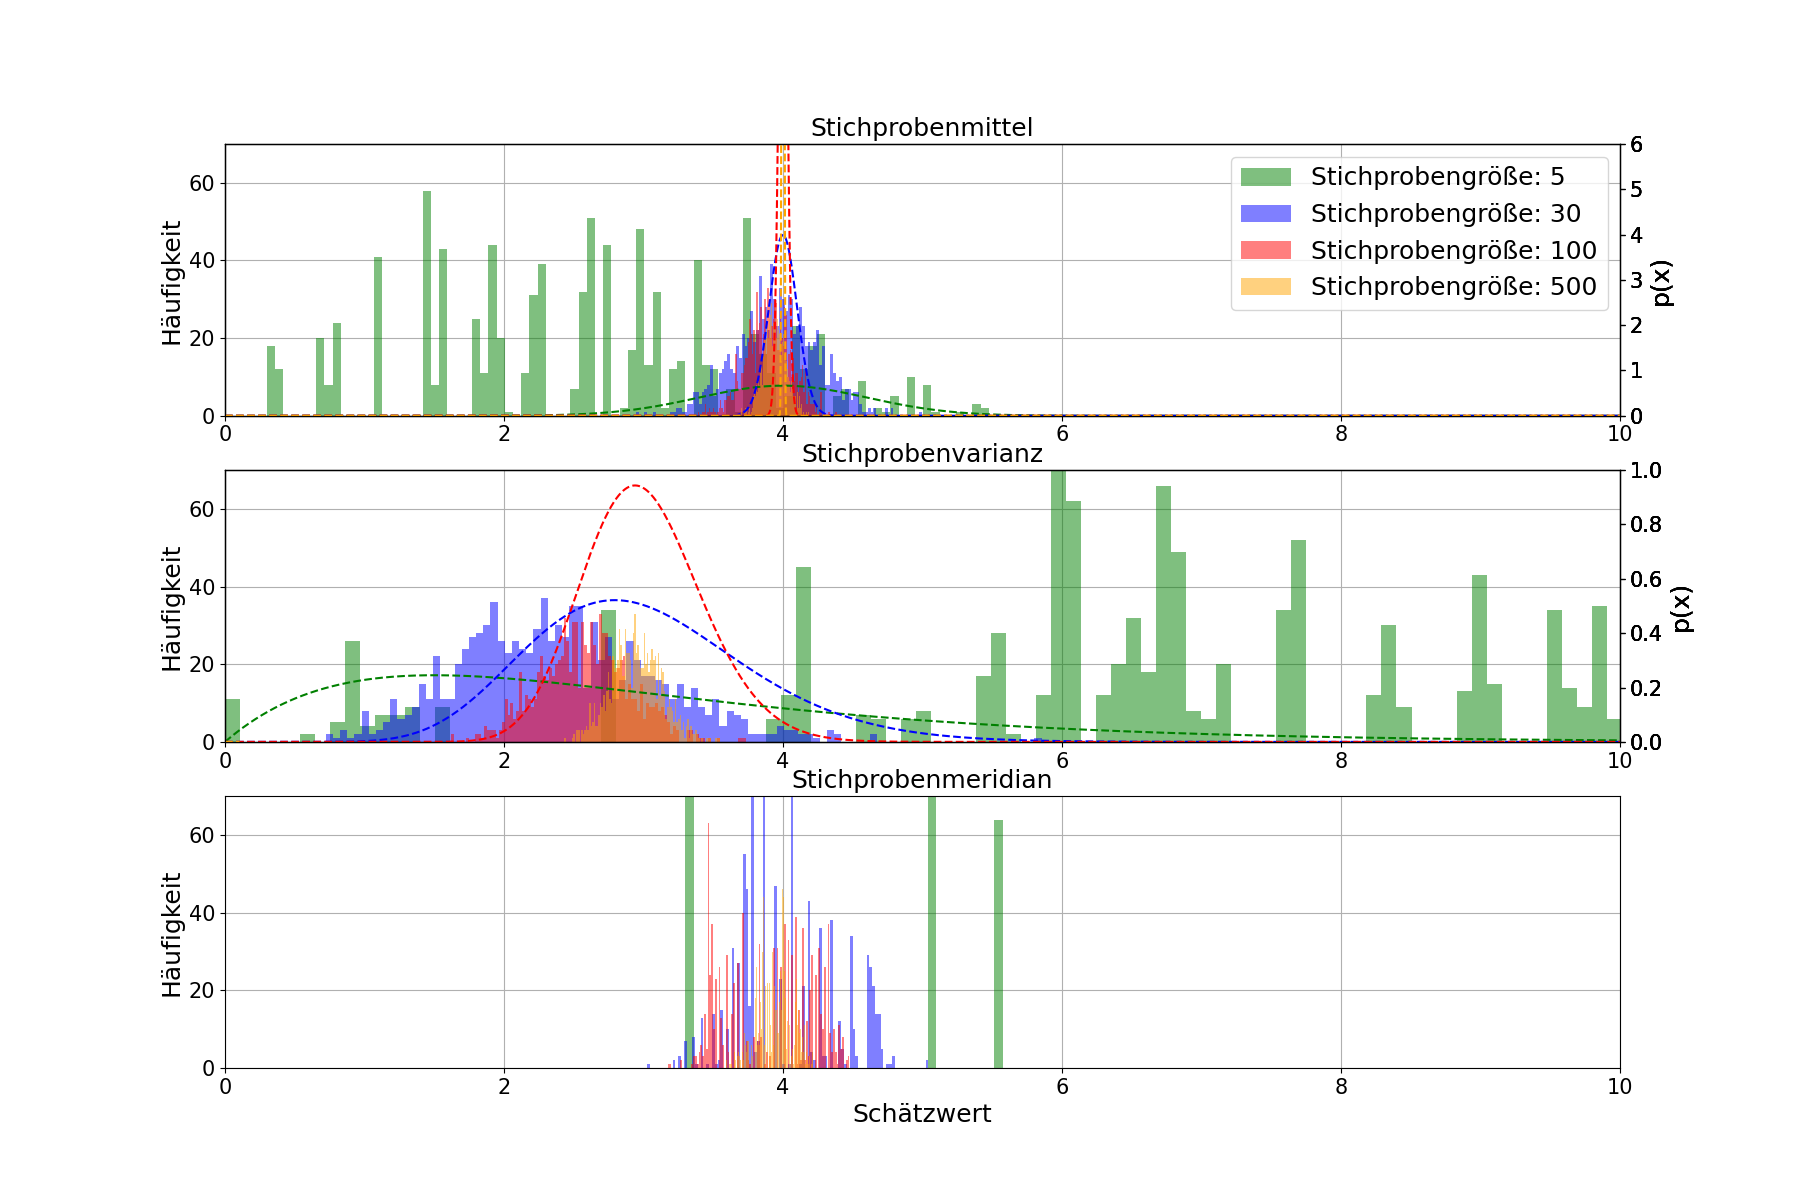 Stichprobenmittel
Häufigkeit
60
40
20
0
6
5
4
3
2
1
0
p(x)
Stichprobengröße: 5
Stichprobengröße: 30
Stichprobengröße: 100
Stichprobengröße: 500
0 2 4 6 8 10
Stichprobenvarianz
Häufigkeit
60
40
20
0
1.0
0.8
0.6
0.4
0.2
0.0
p(x)
0 2 4 6 8 10
Stichprobenmeridian
Häufigkeit
60
40
20
0
0 2 4 6 8 10
Schätzwert